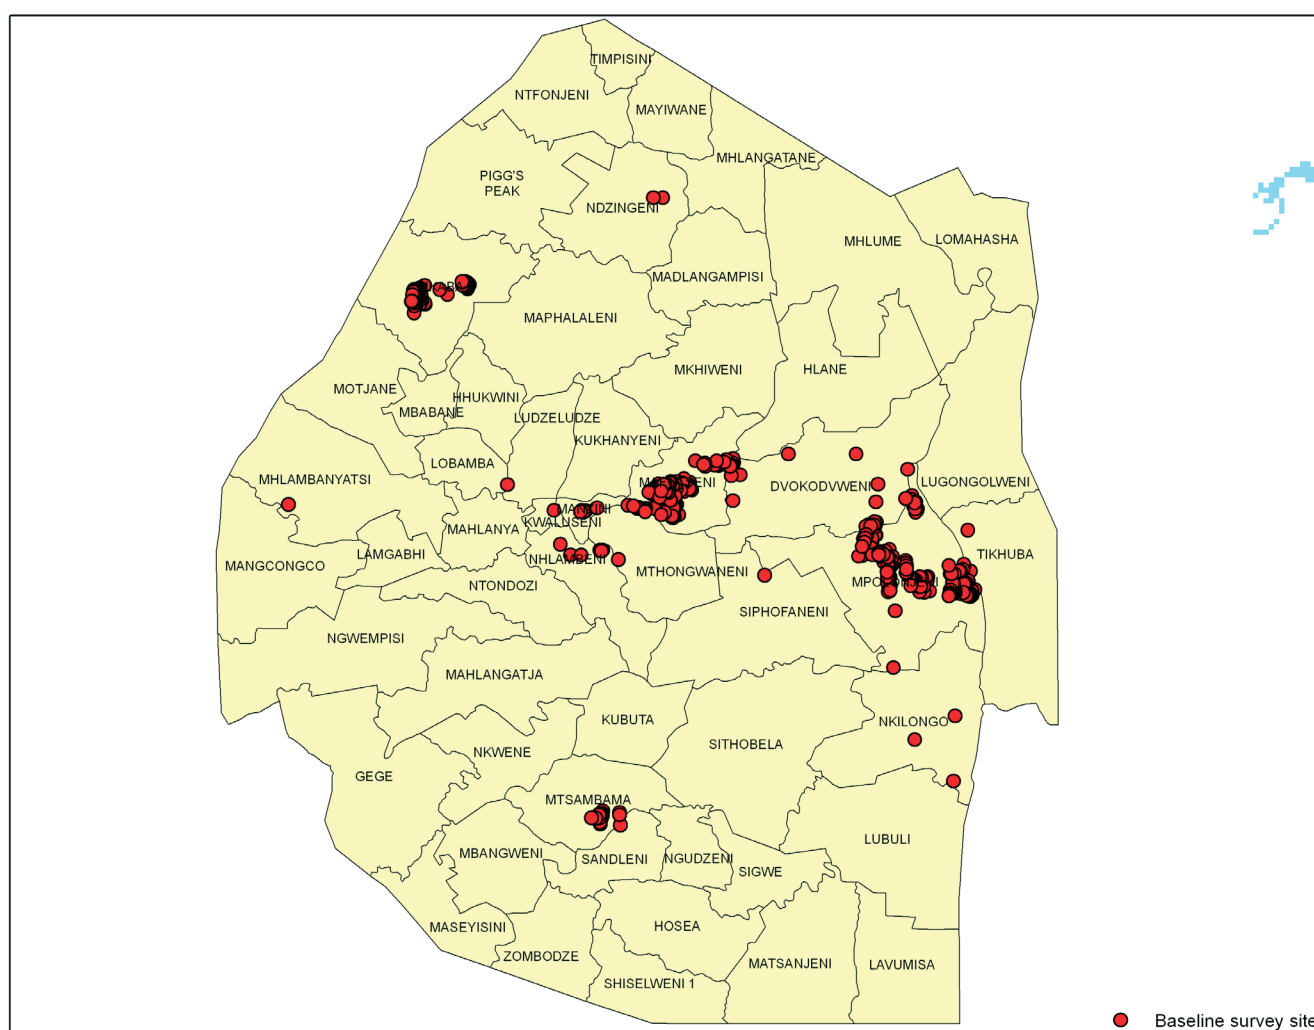 TIMPISINI
NTFONJENI
MAYIWANE
MHLANGATANE
PIGG'S
PEAK
NDZINGENI
MHLUME
LOMAHASHA
MADLANGAMPISI
MAPHALALENI
MKHIWENI
HLANE
MOTJANE
HHUKWINI
MBABANE
LUDZELUDZE
KUKHANYENI
LOBAMBA
MHLAMBANYATSI
DVOKODVWENI
LUGONGOLWENI
MANZINI
KWALUSENI
MAHLANYA
LAMGABHI
NHLAMBENI
TIKHUBA
MANGCONGCO
MTHONGWANENI
NTONDOZI
SIPHOFANENI
NGWEMPISI
MAHLANGATJA
KUBUTA
NKILONGO
SITHOBELA
NKWENE
GEGE
MTSAMBAMA
LUBULI
MBANGWENI
SANDLENI
NGUDZENI
SIGWE
MASEYISINI
HOSEA
ZOMBODZE
MATSANJENI
LAVUMISA
SHISELWENI 1
Baseline survey site